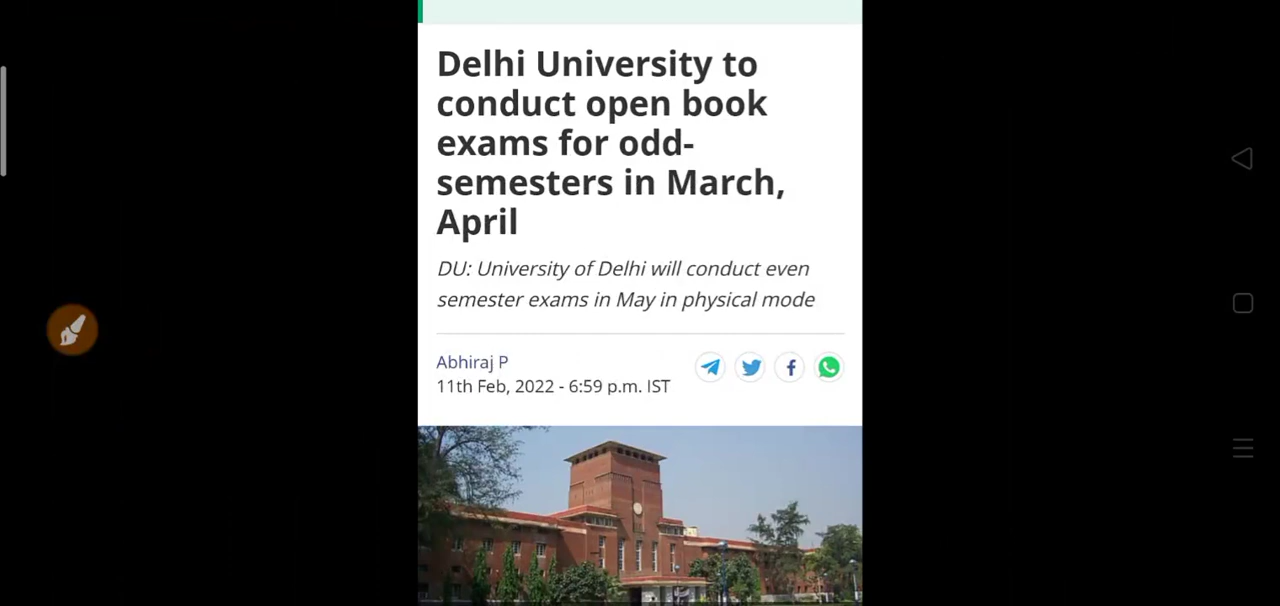 Delhi University to
conduct open book
exams for odd-
semesters in March,
April
DU: University of Delhi will conduct even
semester exams in May in physical mode
Abhiraj P
11th Feb, 2022 - 6:59 p.m. IST